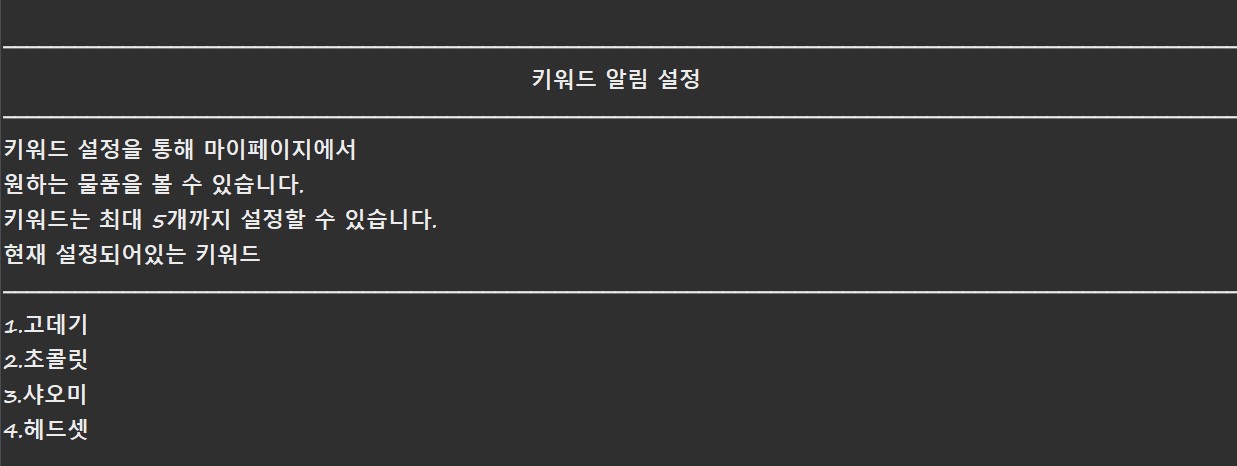 키워드 알림 설정
키워드 설정을 통해 마이페이지에서
원하는 물품을 볼 수 있습니다.
키워드는 최대 5개까지 설정할 수 있습니다.
현재 설정되어있는 키워드
1.고데기
2.초콜릿
3.샤오미
4.헤드셋